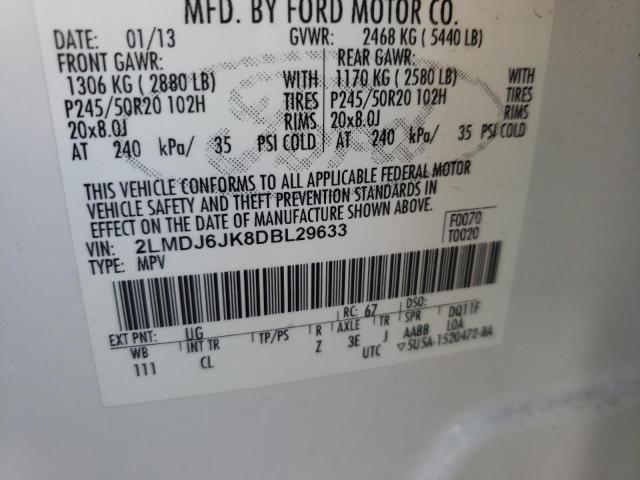 MFD. BY FORD MOTOR CO.
DATE: 01/13 GVWR: 2468 KG ( 5440 LB)
FRONT GAWR: REAR GAWR:
1306 KG ( 2880 LB) WITH 1170 KG ( 2580 LB) WITH
P245/50R20 102H TIRES P245/50R20 102H TIRES
20x8.0J RIMS 20x8.0J RIMS
AT 240 kPa/ 35 PSI COLD AT 240 kPa/ 35 PSI COLD
THIS VEHICLE CONFORMS TO ALL APPLICABLE FEDERAL MOTOR
VEHICLE SAFETY AND THEFT PREVENTION STANDARDS IN
EFFECT ON THE DATE OF MANUFACTURE SHOWN ABOVE.
VIN: 2LMDJ6JK8DBL29633 F0070
TYPE: MPV T0020
EXT PNT: UG RC: 67 DSO:
WB INT TR TP/PS R AXLE TR SPR DQ11F
111 CL Z 3E J AABB LOA
UTC ▽5U5A-1520472-BA